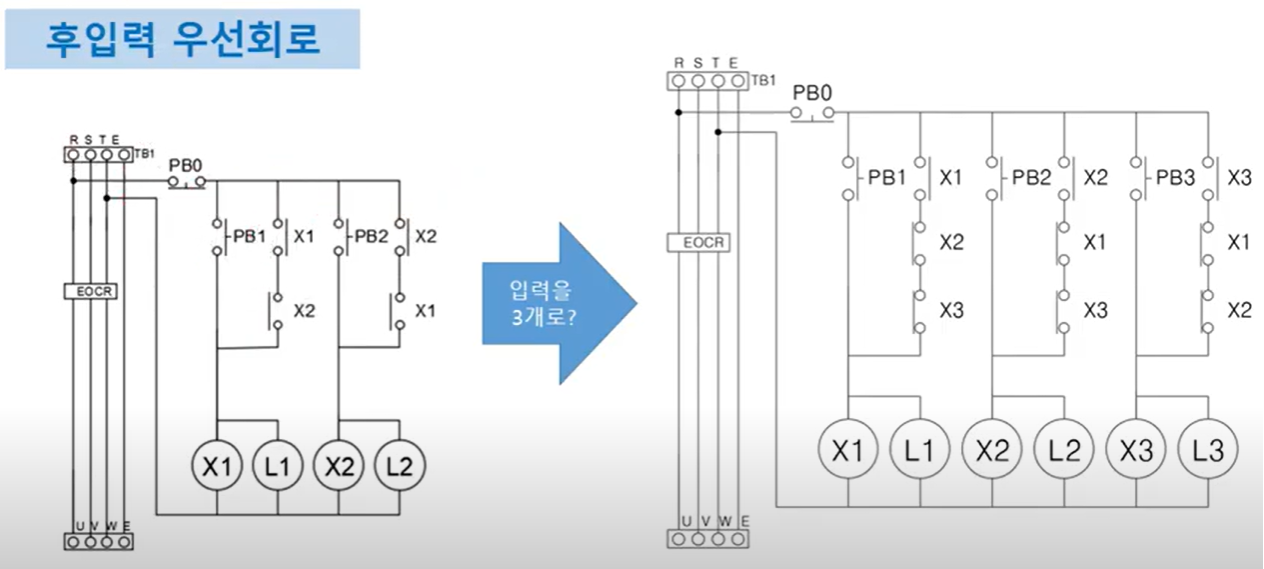 후입력 우선회로
R S T E
TB1
PB0
PB1 X1 PB2 X2
EOCR
X2 X1
X1 L1 X2 L2
U V W E
입력을
3개로?
R S T E
TB1
PB0
PB1 X1 PB2 X2 PB3 X3
EOCR
X2 X1 X1
X3 X3 X2
X1 L1 X2 L2 X3 L3
U V W E